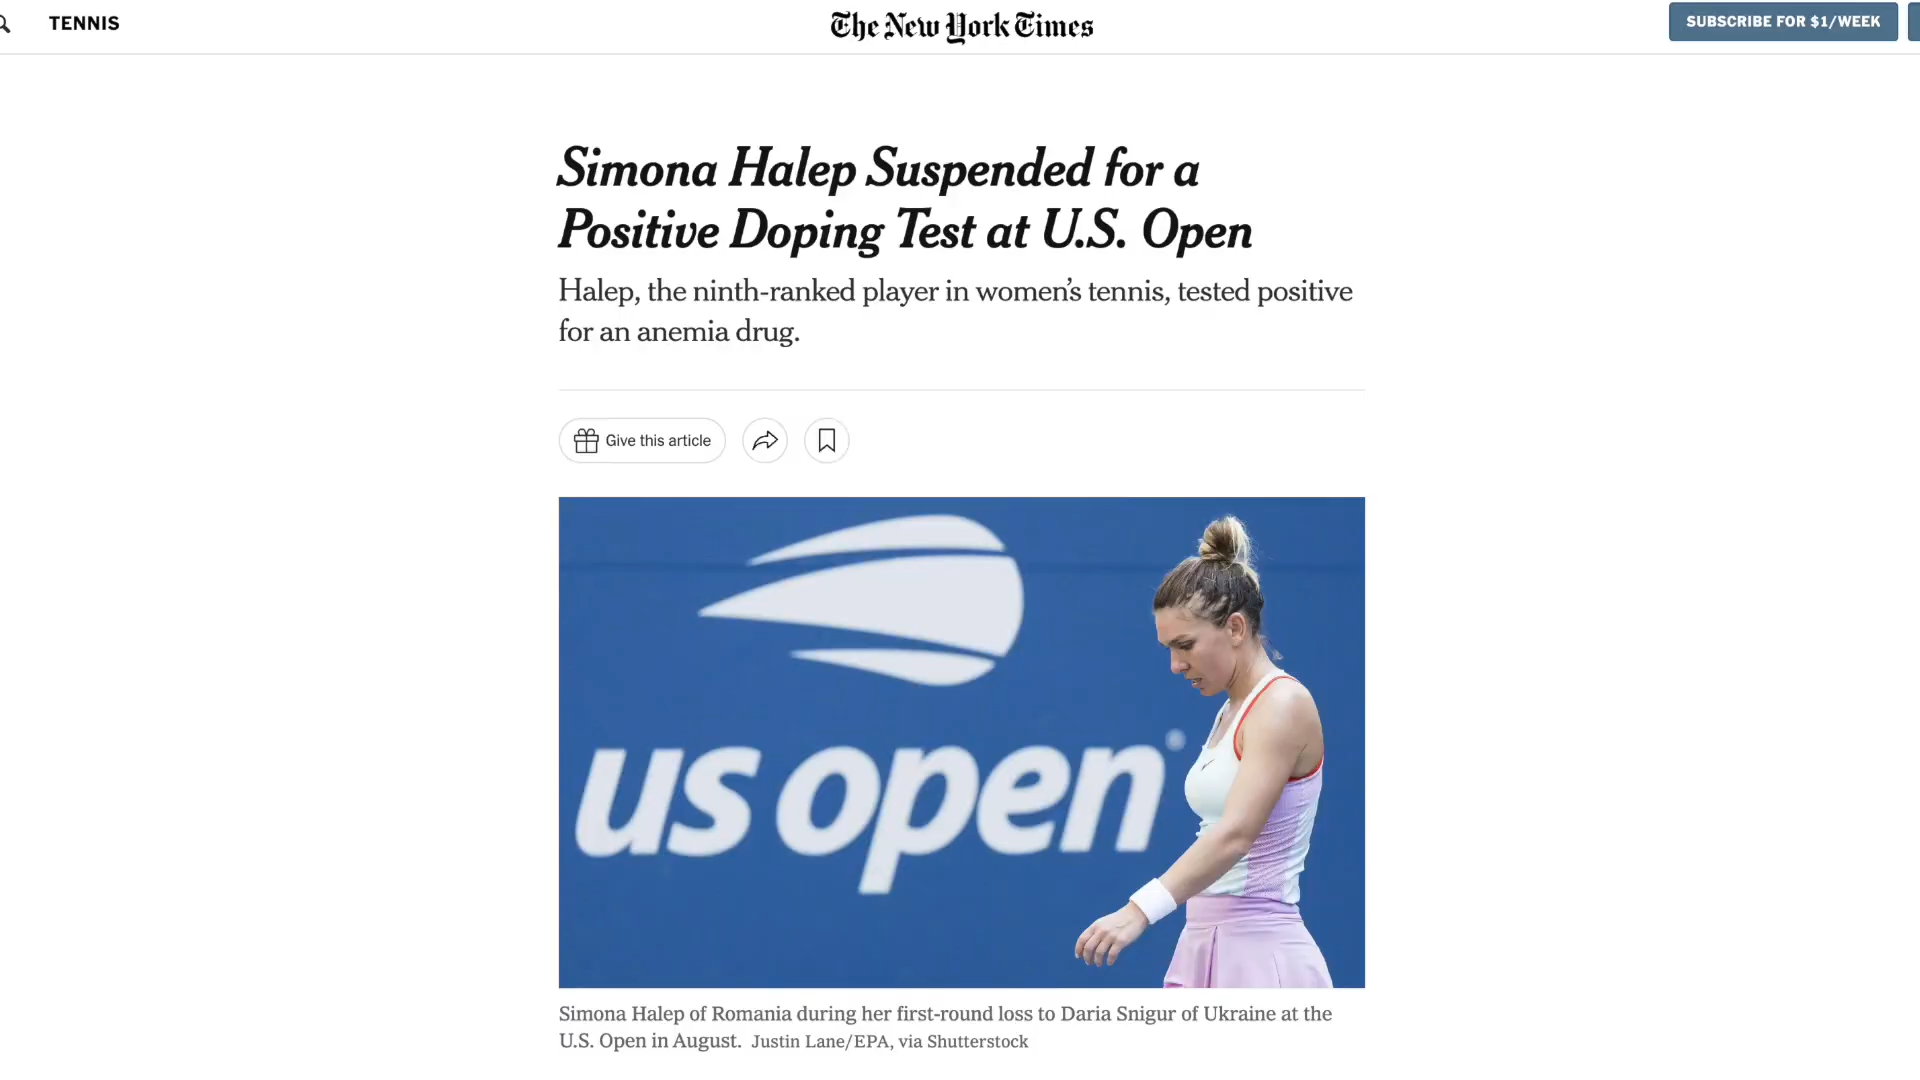 TENNIS
The New York Times
SUBSCRIBE FOR $1/WEEK
Simona Halep Suspended for a
Positive Doping Test at U.S. Open
Halep, the ninth-ranked player in women's tennis, tested positive
for an anemia drug.
Give this article
us open
Simona Halep of Romania during her first-round loss to Daria Snigur of Ukraine at the
U.S. Open in August. Justin Lane/EPA, via Shutterstock